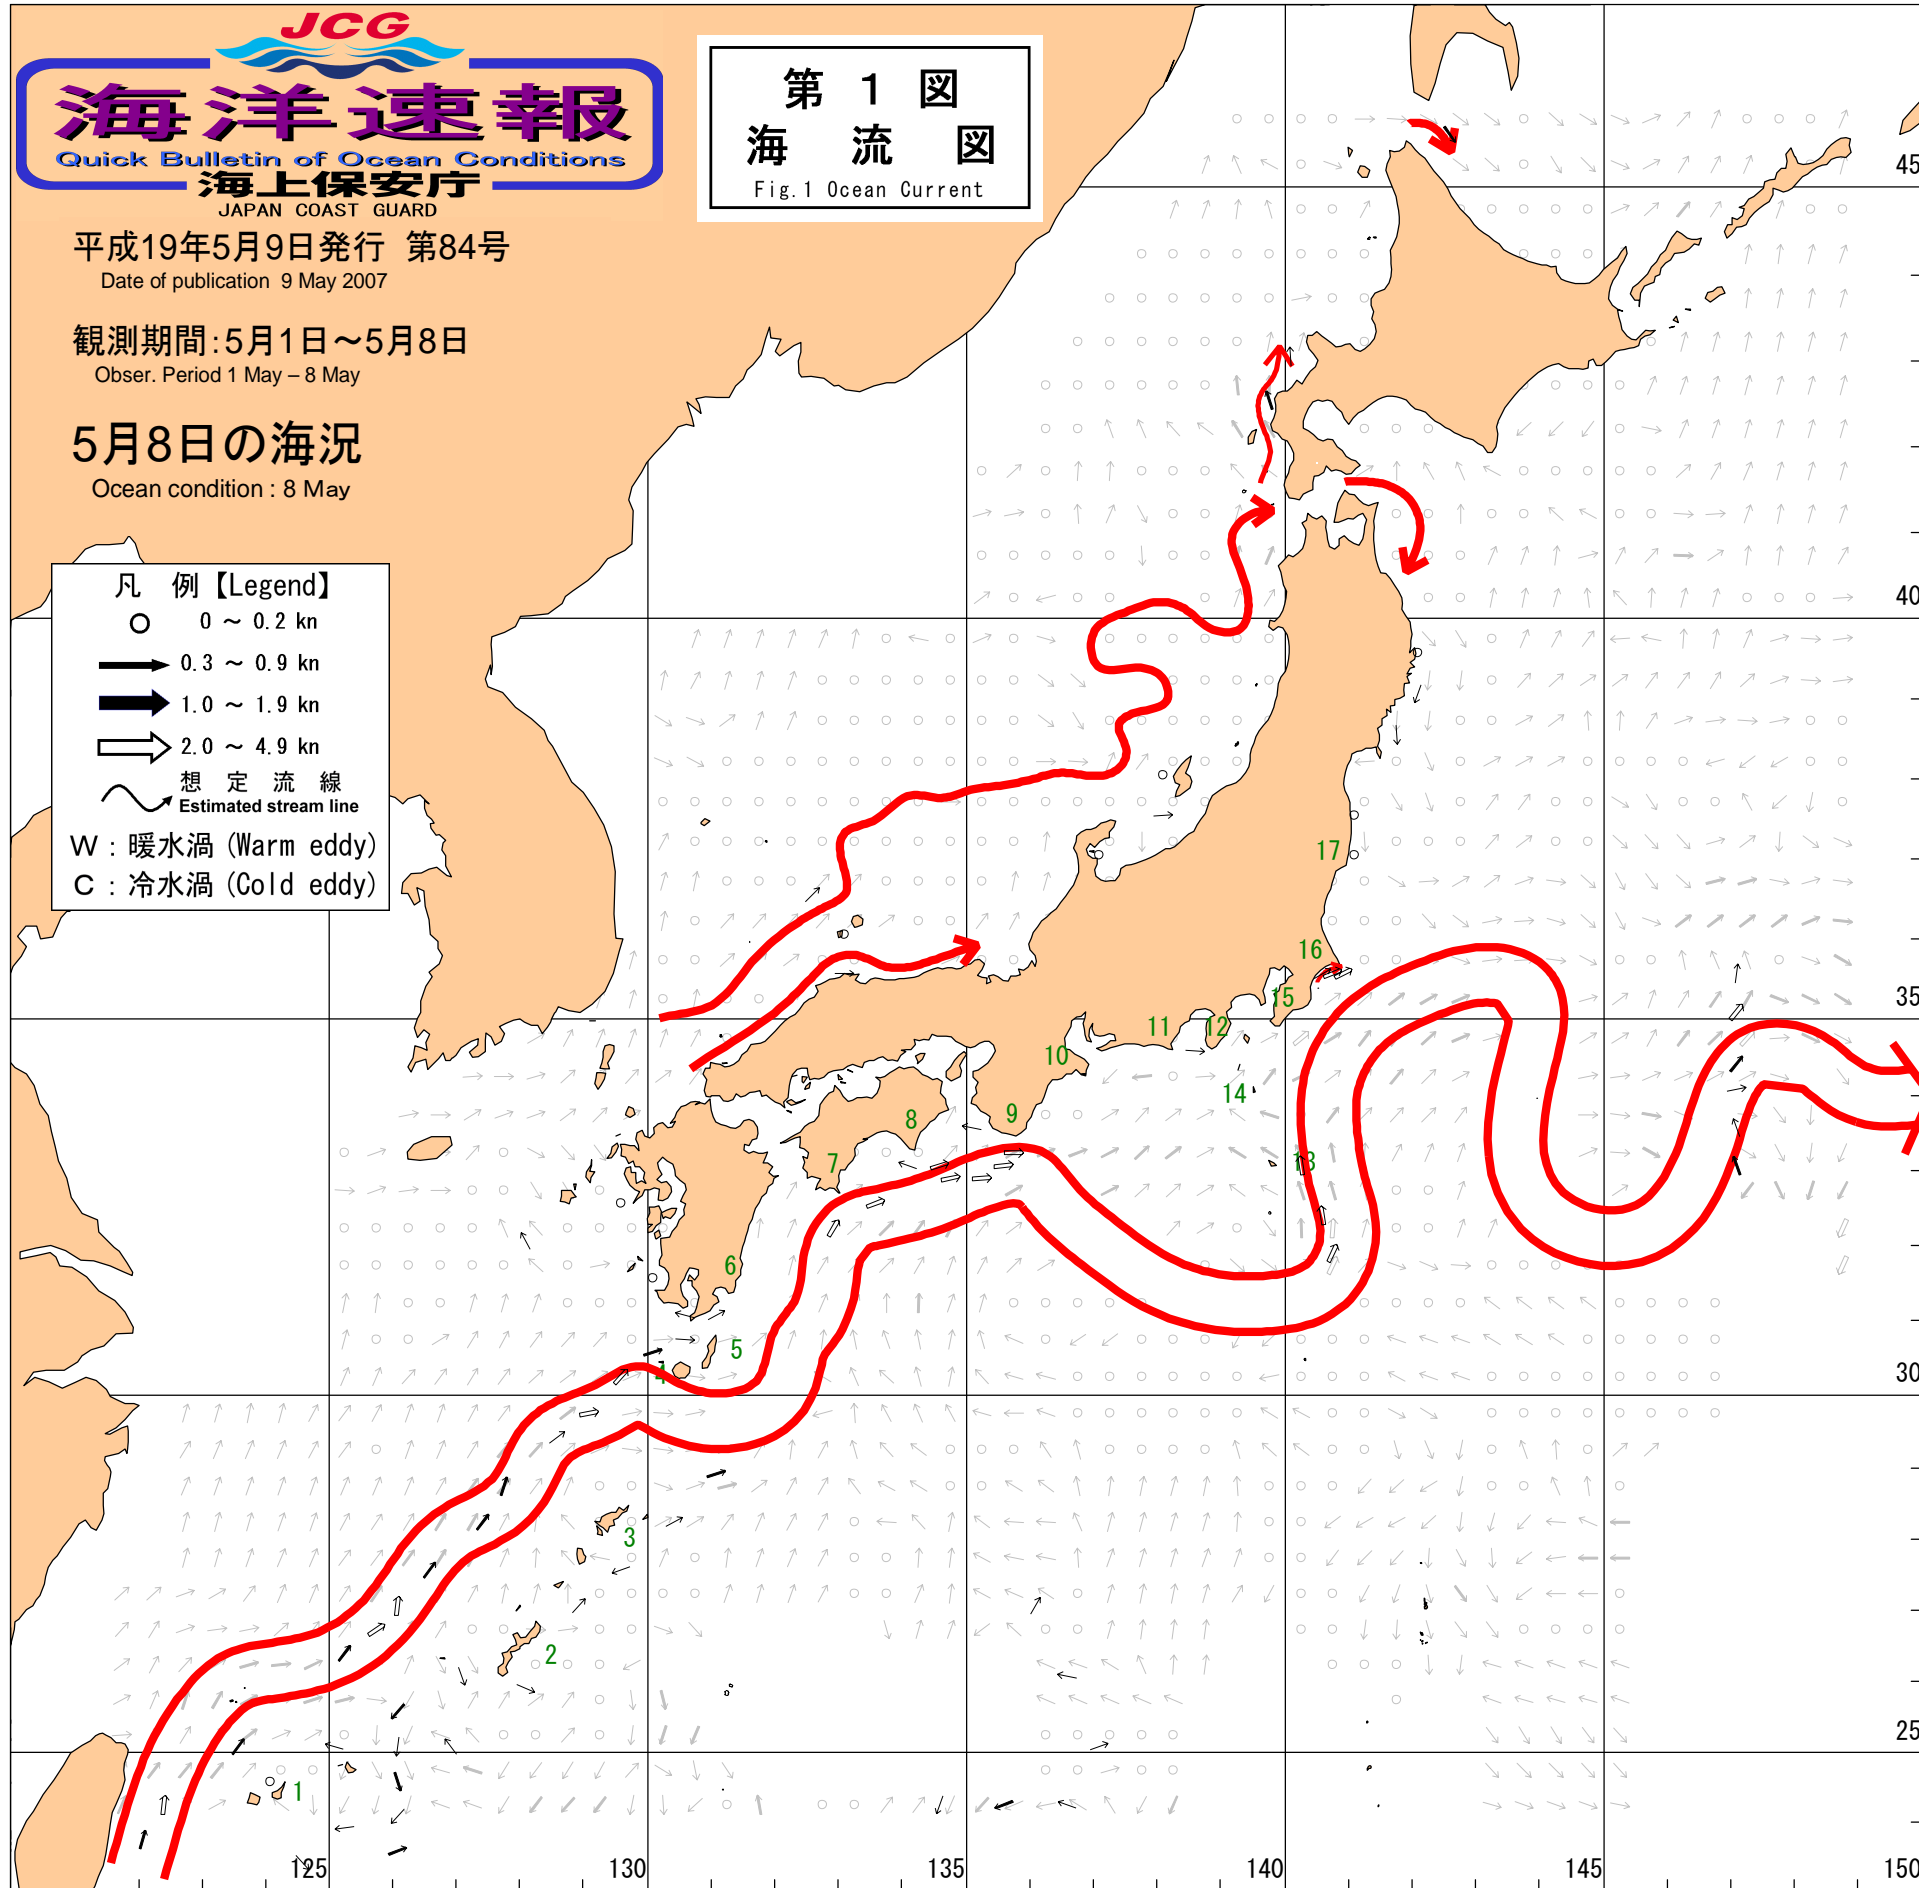 JCG
海洋速報
Quick Bulletin of Ocean Conditions
海上保安庁
JAPAN COAST GUARD
平成19年5月9日発行 第84号
Date of publication 9 May 2007
観測期間:5月1日～5月8日
Obser. Period 1 May – 8 May
5月8日の海況
Ocean condition : 8 May
第 1 図
海 流 図
Fig.1 Ocean Current
凡 例【Legend】
0 ～ 0.2 kn
0.3 ～ 0.9 kn
1.0 ～ 1.9 kn
2.0 ～ 4.9 kn
想 定 流 線
Estimated stream line
W : 暖水渦 (Warm eddy)
C : 冷水渦 (Cold eddy)
45
40
17
16
15
35
11
12
10
14
9
8
13
7
6
5
4
30
3
2
25
1
125
130
135
140
145
150